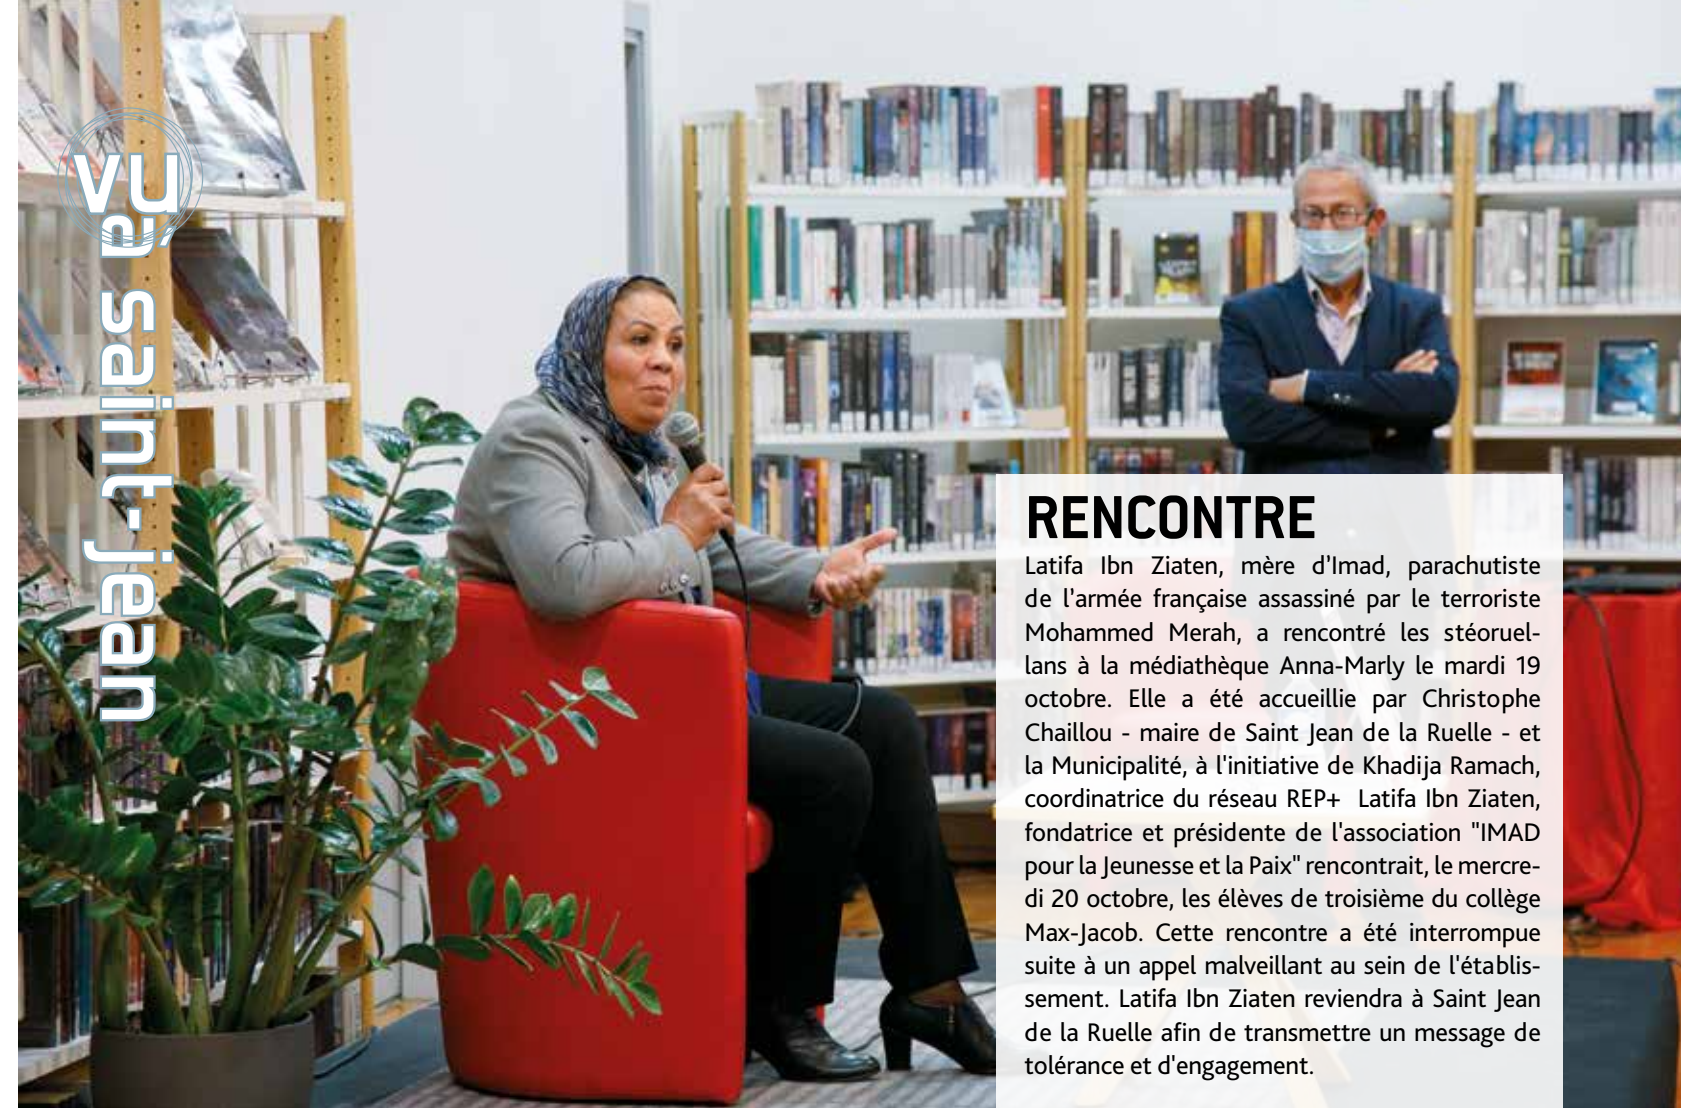 vu
à saint-jean
RENCONTRE
Latifa Ibn Ziaten, mère d'Imad, parachutiste
de l'armée française assassiné par le terroriste
Mohammed Merah, a rencontré les stéoruel-
lans à la médiathèque Anna-Marly le mardi 19
octobre. Elle a été accueillie par Christophe
Chaillou - maire de Saint Jean de la Ruelle - et
la Municipalité, à l'initiative de Khadija Ramach,
coordinatrice du réseau REP+ Latifa Ibn Ziaten,
fondatrice et présidente de l'association "IMAD
pour la Jeunesse et la Paix" rencontrait, le mercre-
di 20 octobre, les élèves de troisième du collège
Max-Jacob. Cette rencontre a été interrompue
suite à un appel malveillant au sein de l'établis-
sement. Latifa Ibn Ziaten reviendra à Saint Jean
de la Ruelle afin de transmettre un message de
tolérance et d'engagement.